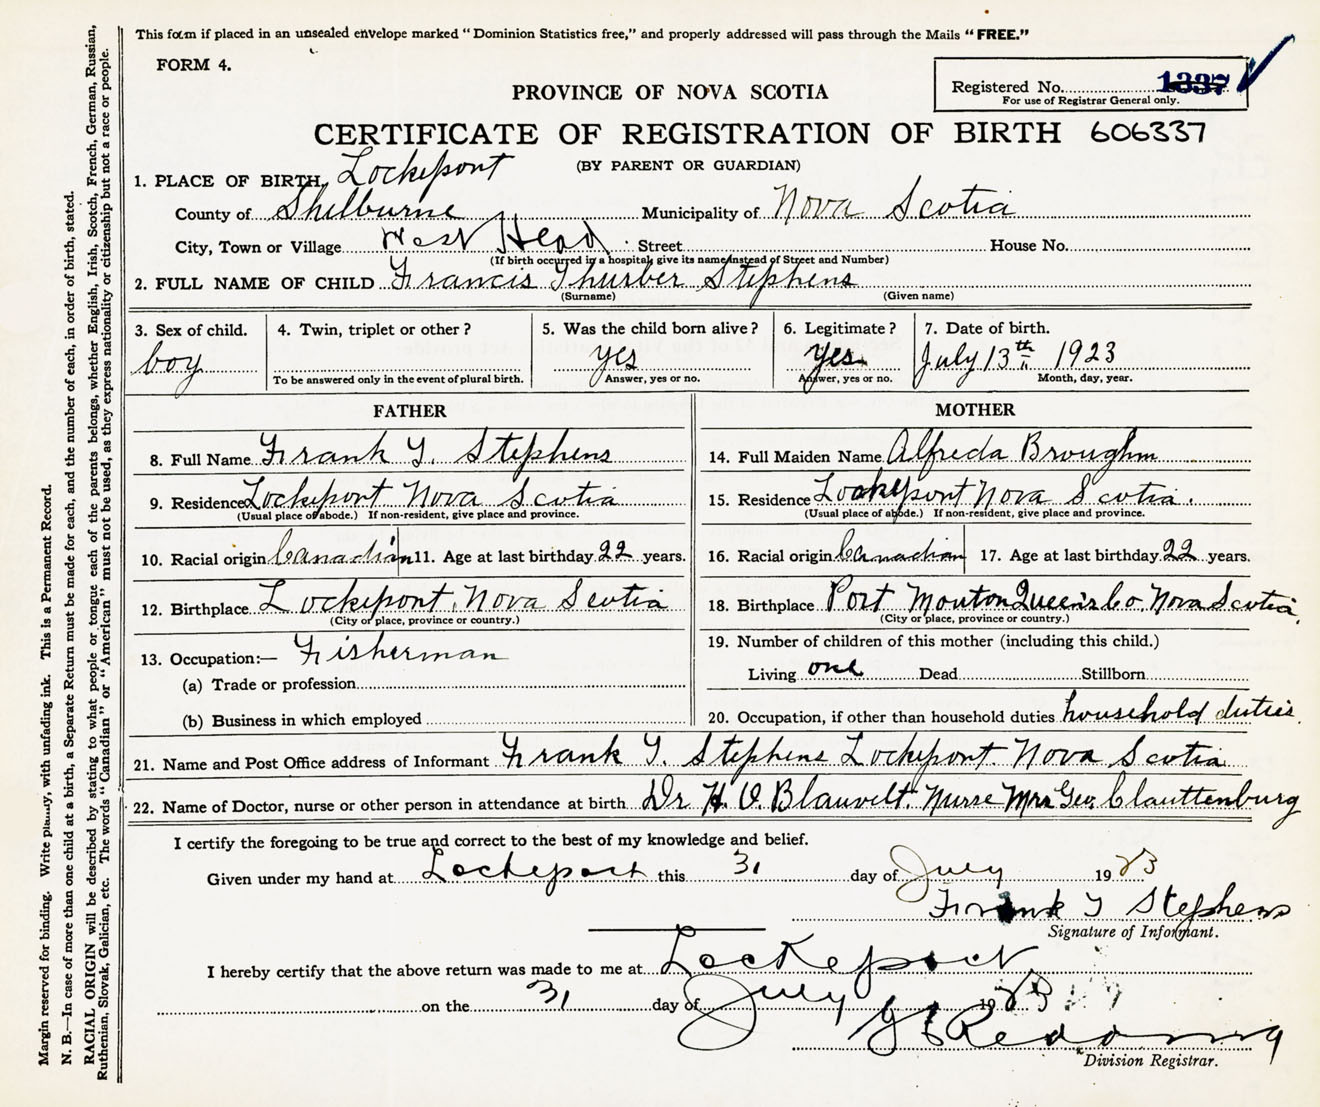 This form if placed in an unsealed envelope marked "Dominion Statistics free," and properly addressed will pass through the Mails "FREE."
FORM 4.
Registered No. 1337
For use of Registrar General only.
PROVINCE OF NOVA SCOTIA
CERTIFICATE OF REGISTRATION OF BIRTH 606337
(BY PARENT OR GUARDIAN)
1. PLACE OF BIRTH, Lockeport
County of Shelburne Municipality of Nova Scotia
City, Town or Village West Head Street House No.
(If birth occurred in a hospital, give its name instead of Street and Number)
2. FULL NAME OF CHILD Francis Thurber Stephens
(Surname) (Given name)
3. Sex of child. boy
4. Twin, triplet or other?
To be answered only in the event of plural birth.
5. Was the child born alive? yes
Answer, yes or no.
6. Legitimate? yes
Answer, yes or no.
7. Date of birth. July 13th 1923
Month, day, year.
FATHER
8. Full Name Frank T. Stephens
9. Residence Lockeport Nova Scotia
(Usual place of abode.) If non-resident, give place and province.
10. Racial origin Canadian 11. Age at last birthday 22 years.
12. Birthplace Lockeport, Nova Scotia
(City or place, province or country.)
13. Occupation:— Fisherman
(a) Trade or profession
(b) Business in which employed
MOTHER
14. Full Maiden Name Alfreda Broughm
15. Residence Lockeport Nova Scotia.
(Usual place of abode.) If non-resident, give place and province.
16. Racial origin Canadian 17. Age at last birthday 22 years.
18. Birthplace Port Mouton Queen's Co. Nova Scotia.
(City or place, province or country.)
19. Number of children of this mother (including this child.)
Living one Dead Stillborn
20. Occupation, if other than household duties household duties.
21. Name and Post Office address of Informant Frank T. Stephens Lockeport. Nova Scotia
22. Name of Doctor, nurse or other person in attendance at birth Dr. H. O. Blauvelt. Nurse Mrs Geo. Clauttenburg
I certify the foregoing to be true and correct to the best of my knowledge and belief.
Given under my hand at Lockeport this 31 day of July 1923
Frank T Stephens
Signature of Informant.
I hereby certify that the above return was made to me at Lockeport
on the 31 day of July 1923
Division Registrar.
Margin reserved for binding. Write plainly, with unfading ink. This is a Permanent Record.
N. B.—In case of more than one child at a birth, a Separate Return must be made for each, and the number of each, in order of birth, stated.
RACIAL ORIGIN will be described by stating to what people or tongue each of the parents belongs, whether English, Irish, Scotch, French, German, Russian,
Ruthenian, Slovak, Galician, etc. The words "Canadian" or "American" must not be used, as they express nationality or citizenship but not a race or people.